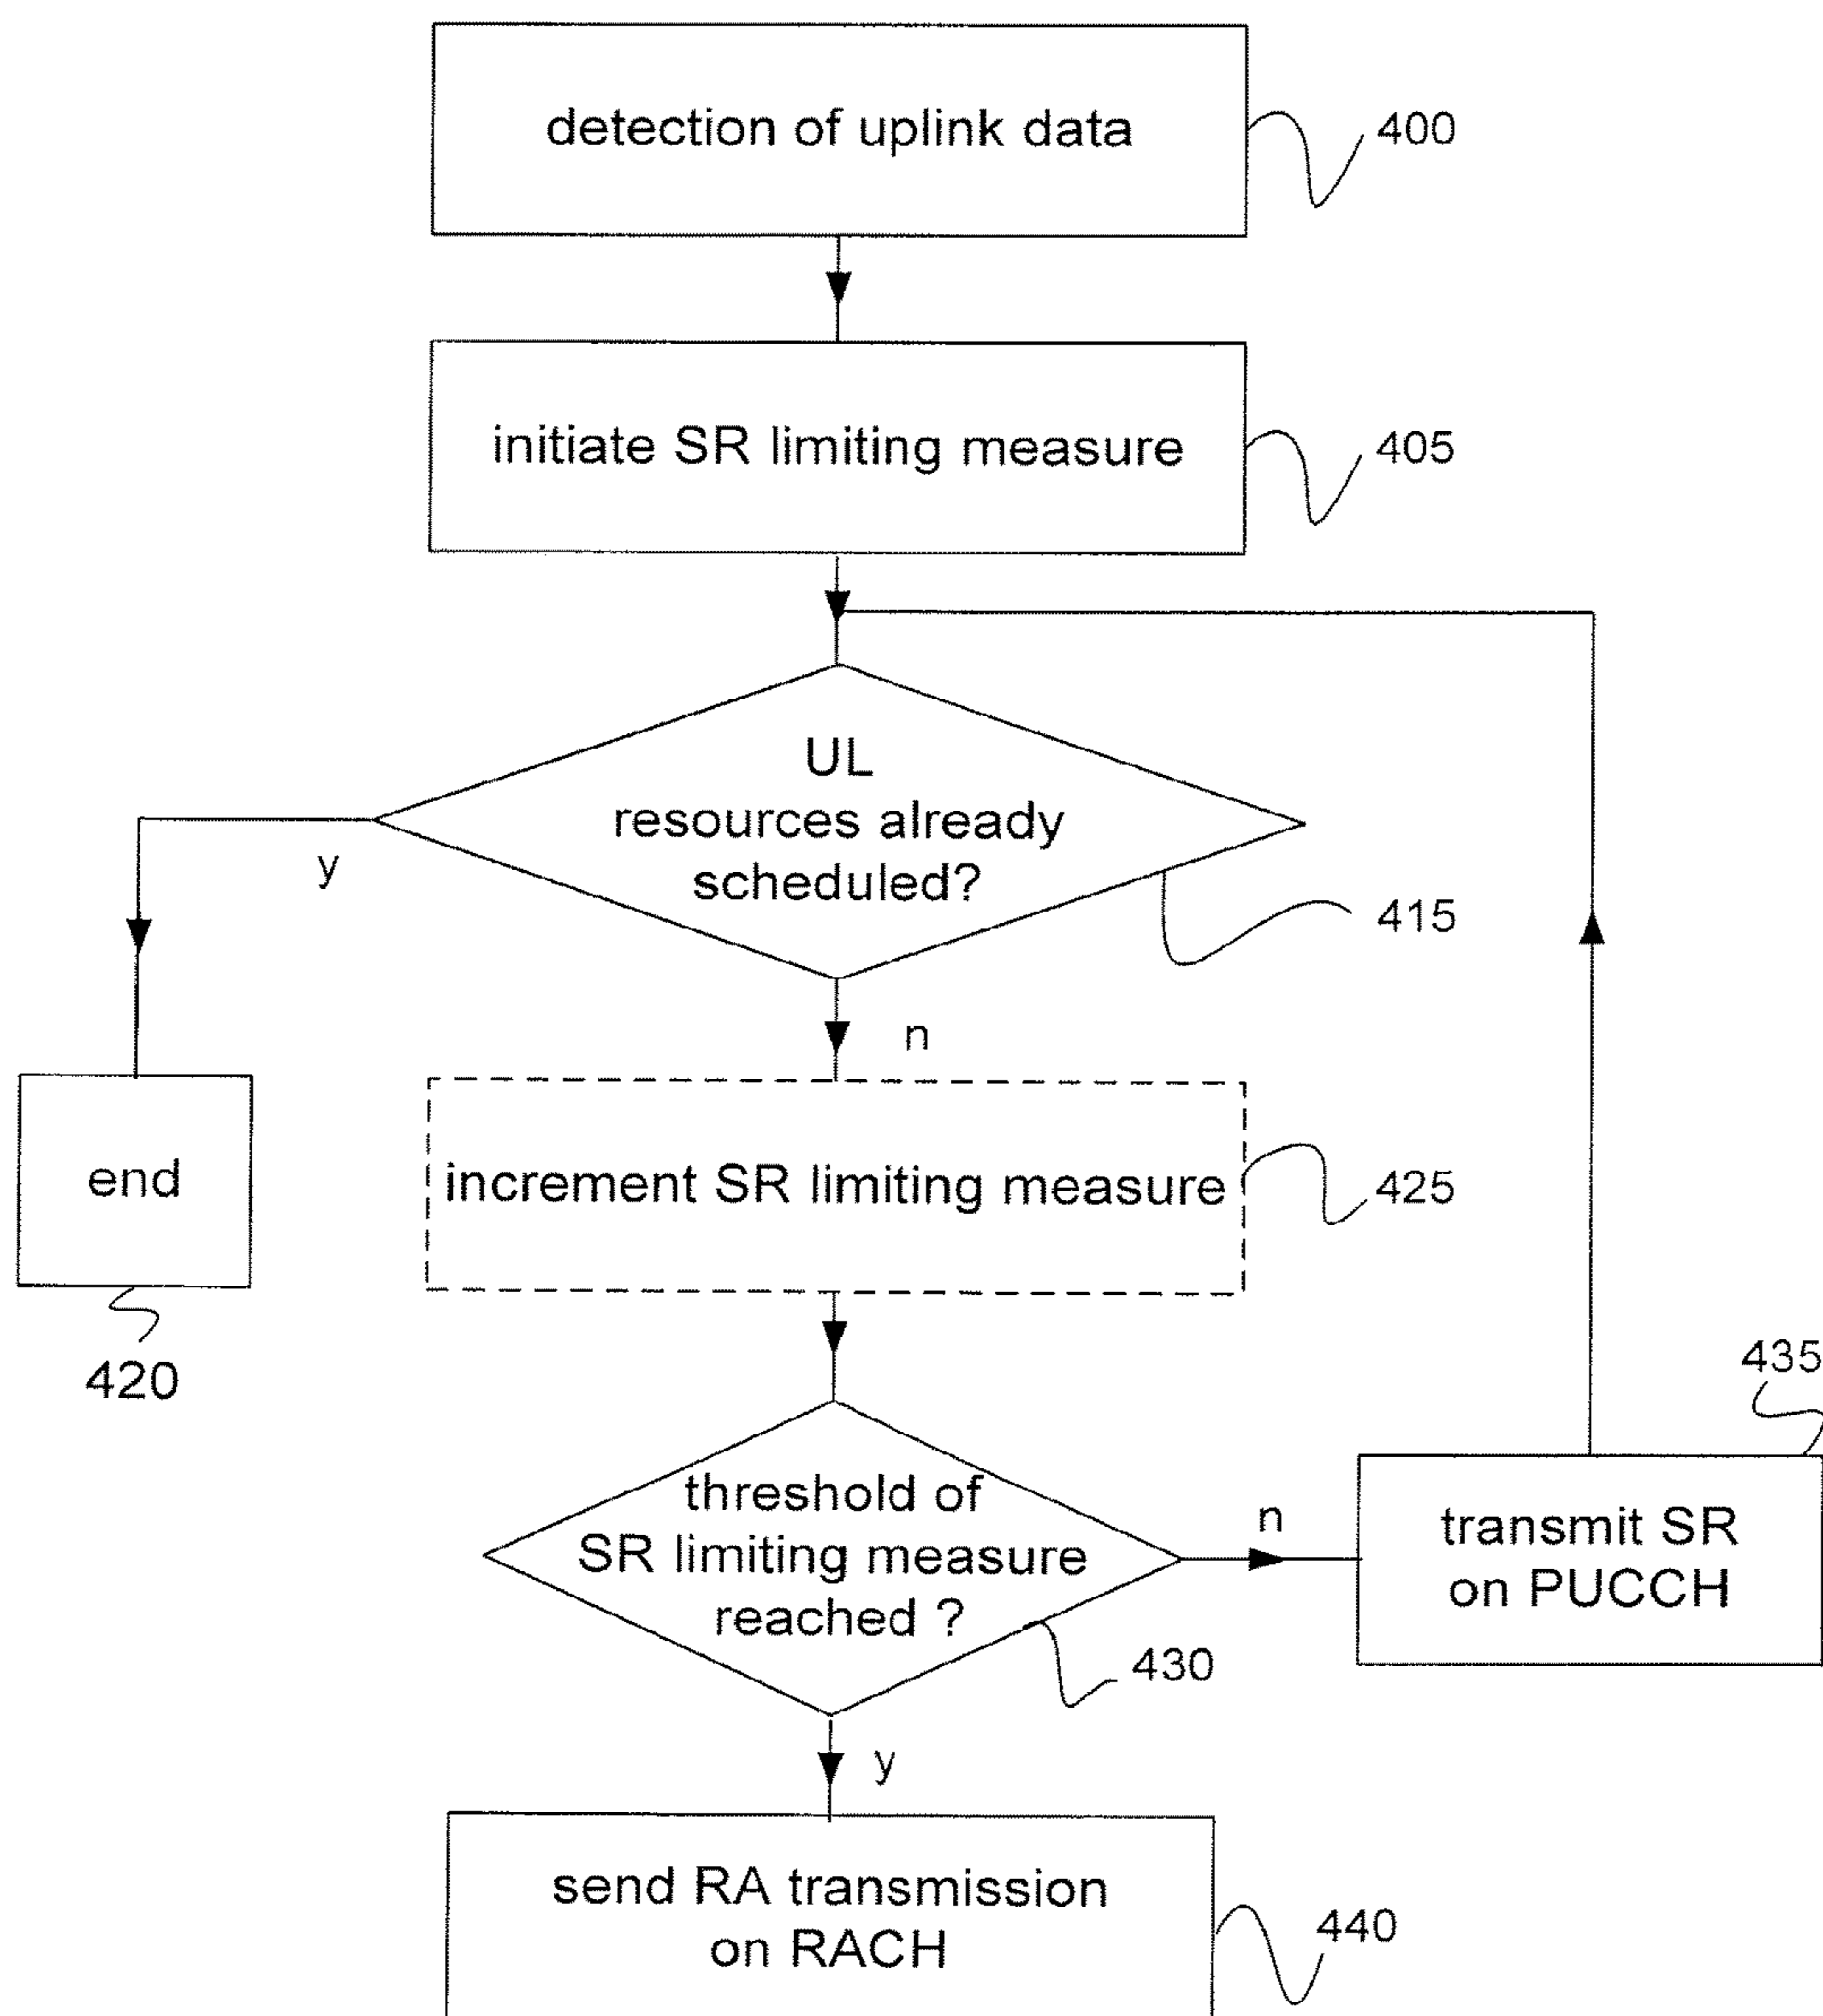 detection of uplink data
400
initiate SR limiting measure
405
UL
resources already
scheduled?
415
y
n
end
420
increment SR limiting measure
425
threshold of
SR limiting measure
reached ?
430
n
435
transmit SR
on PUCCH
y
send RA transmission
on RACH
440